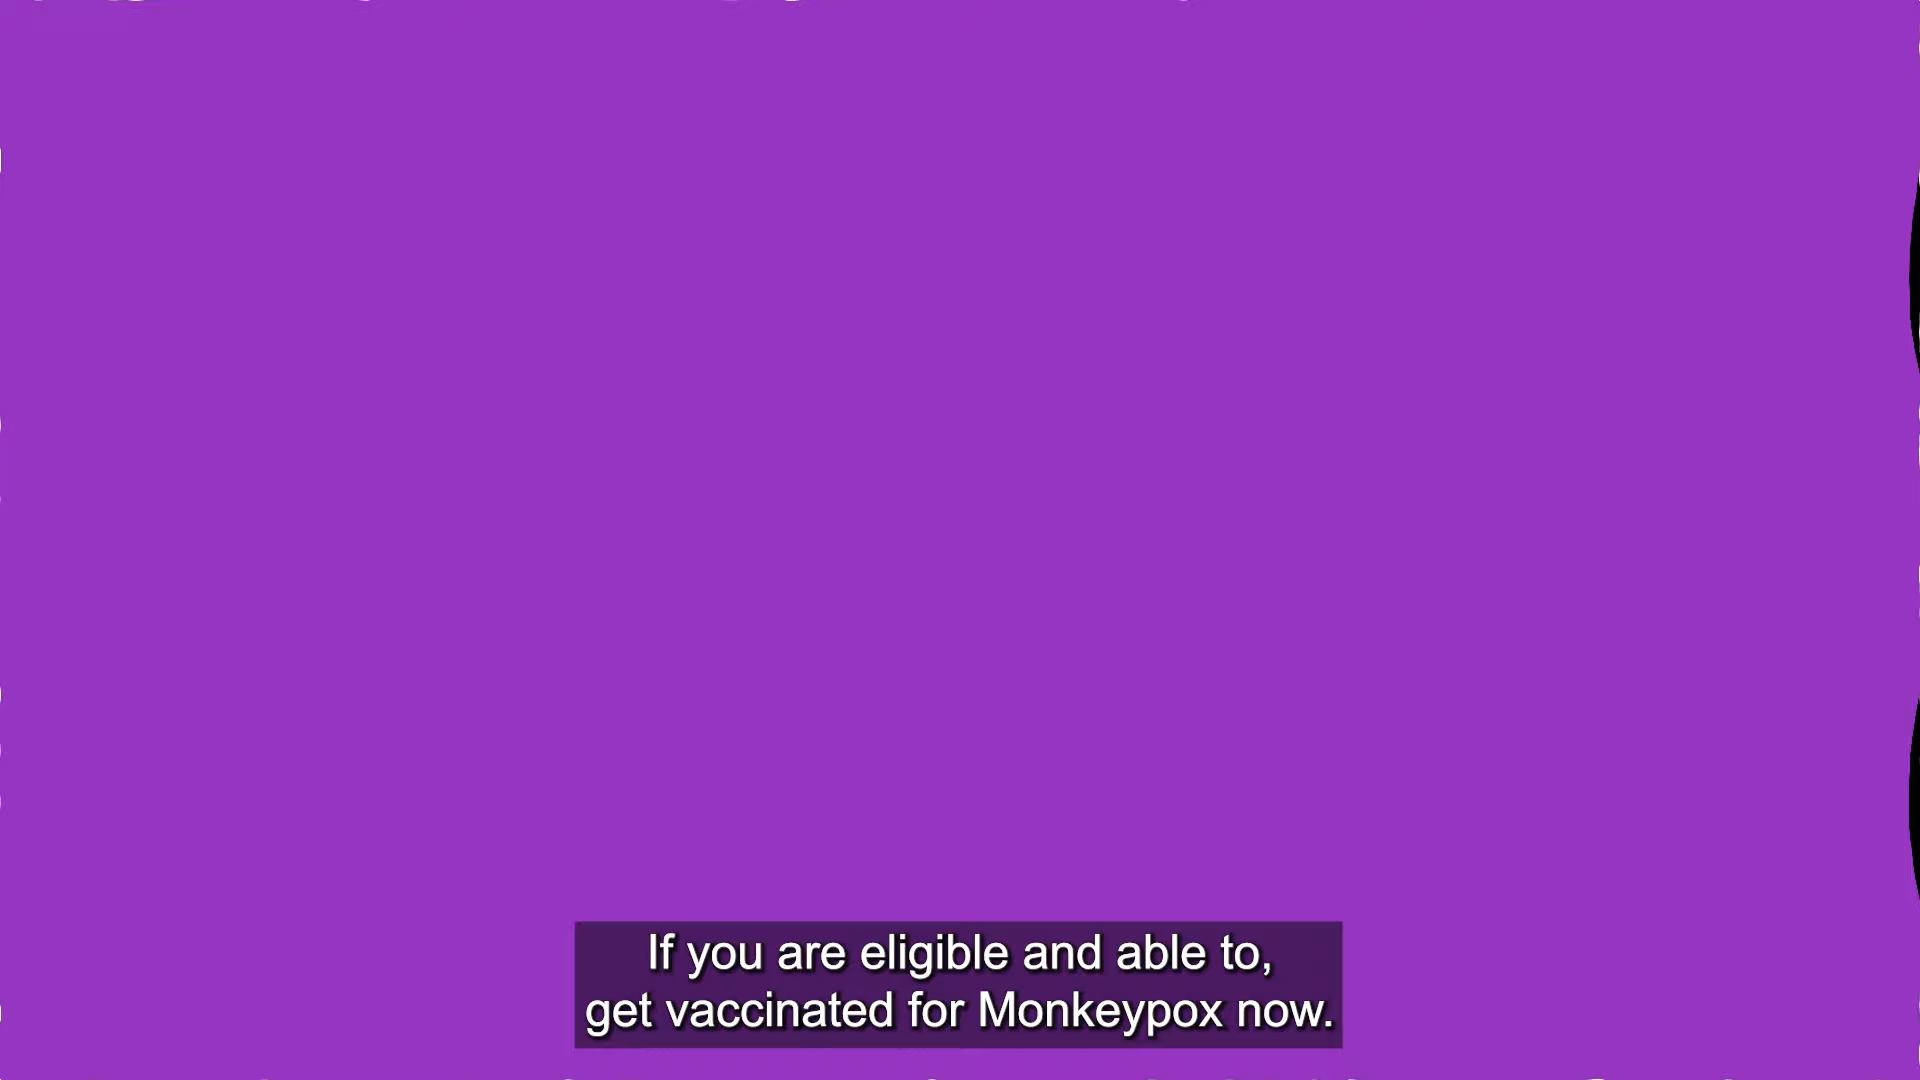 If you are eligible and able to,
get vaccinated for Monkeypox now.